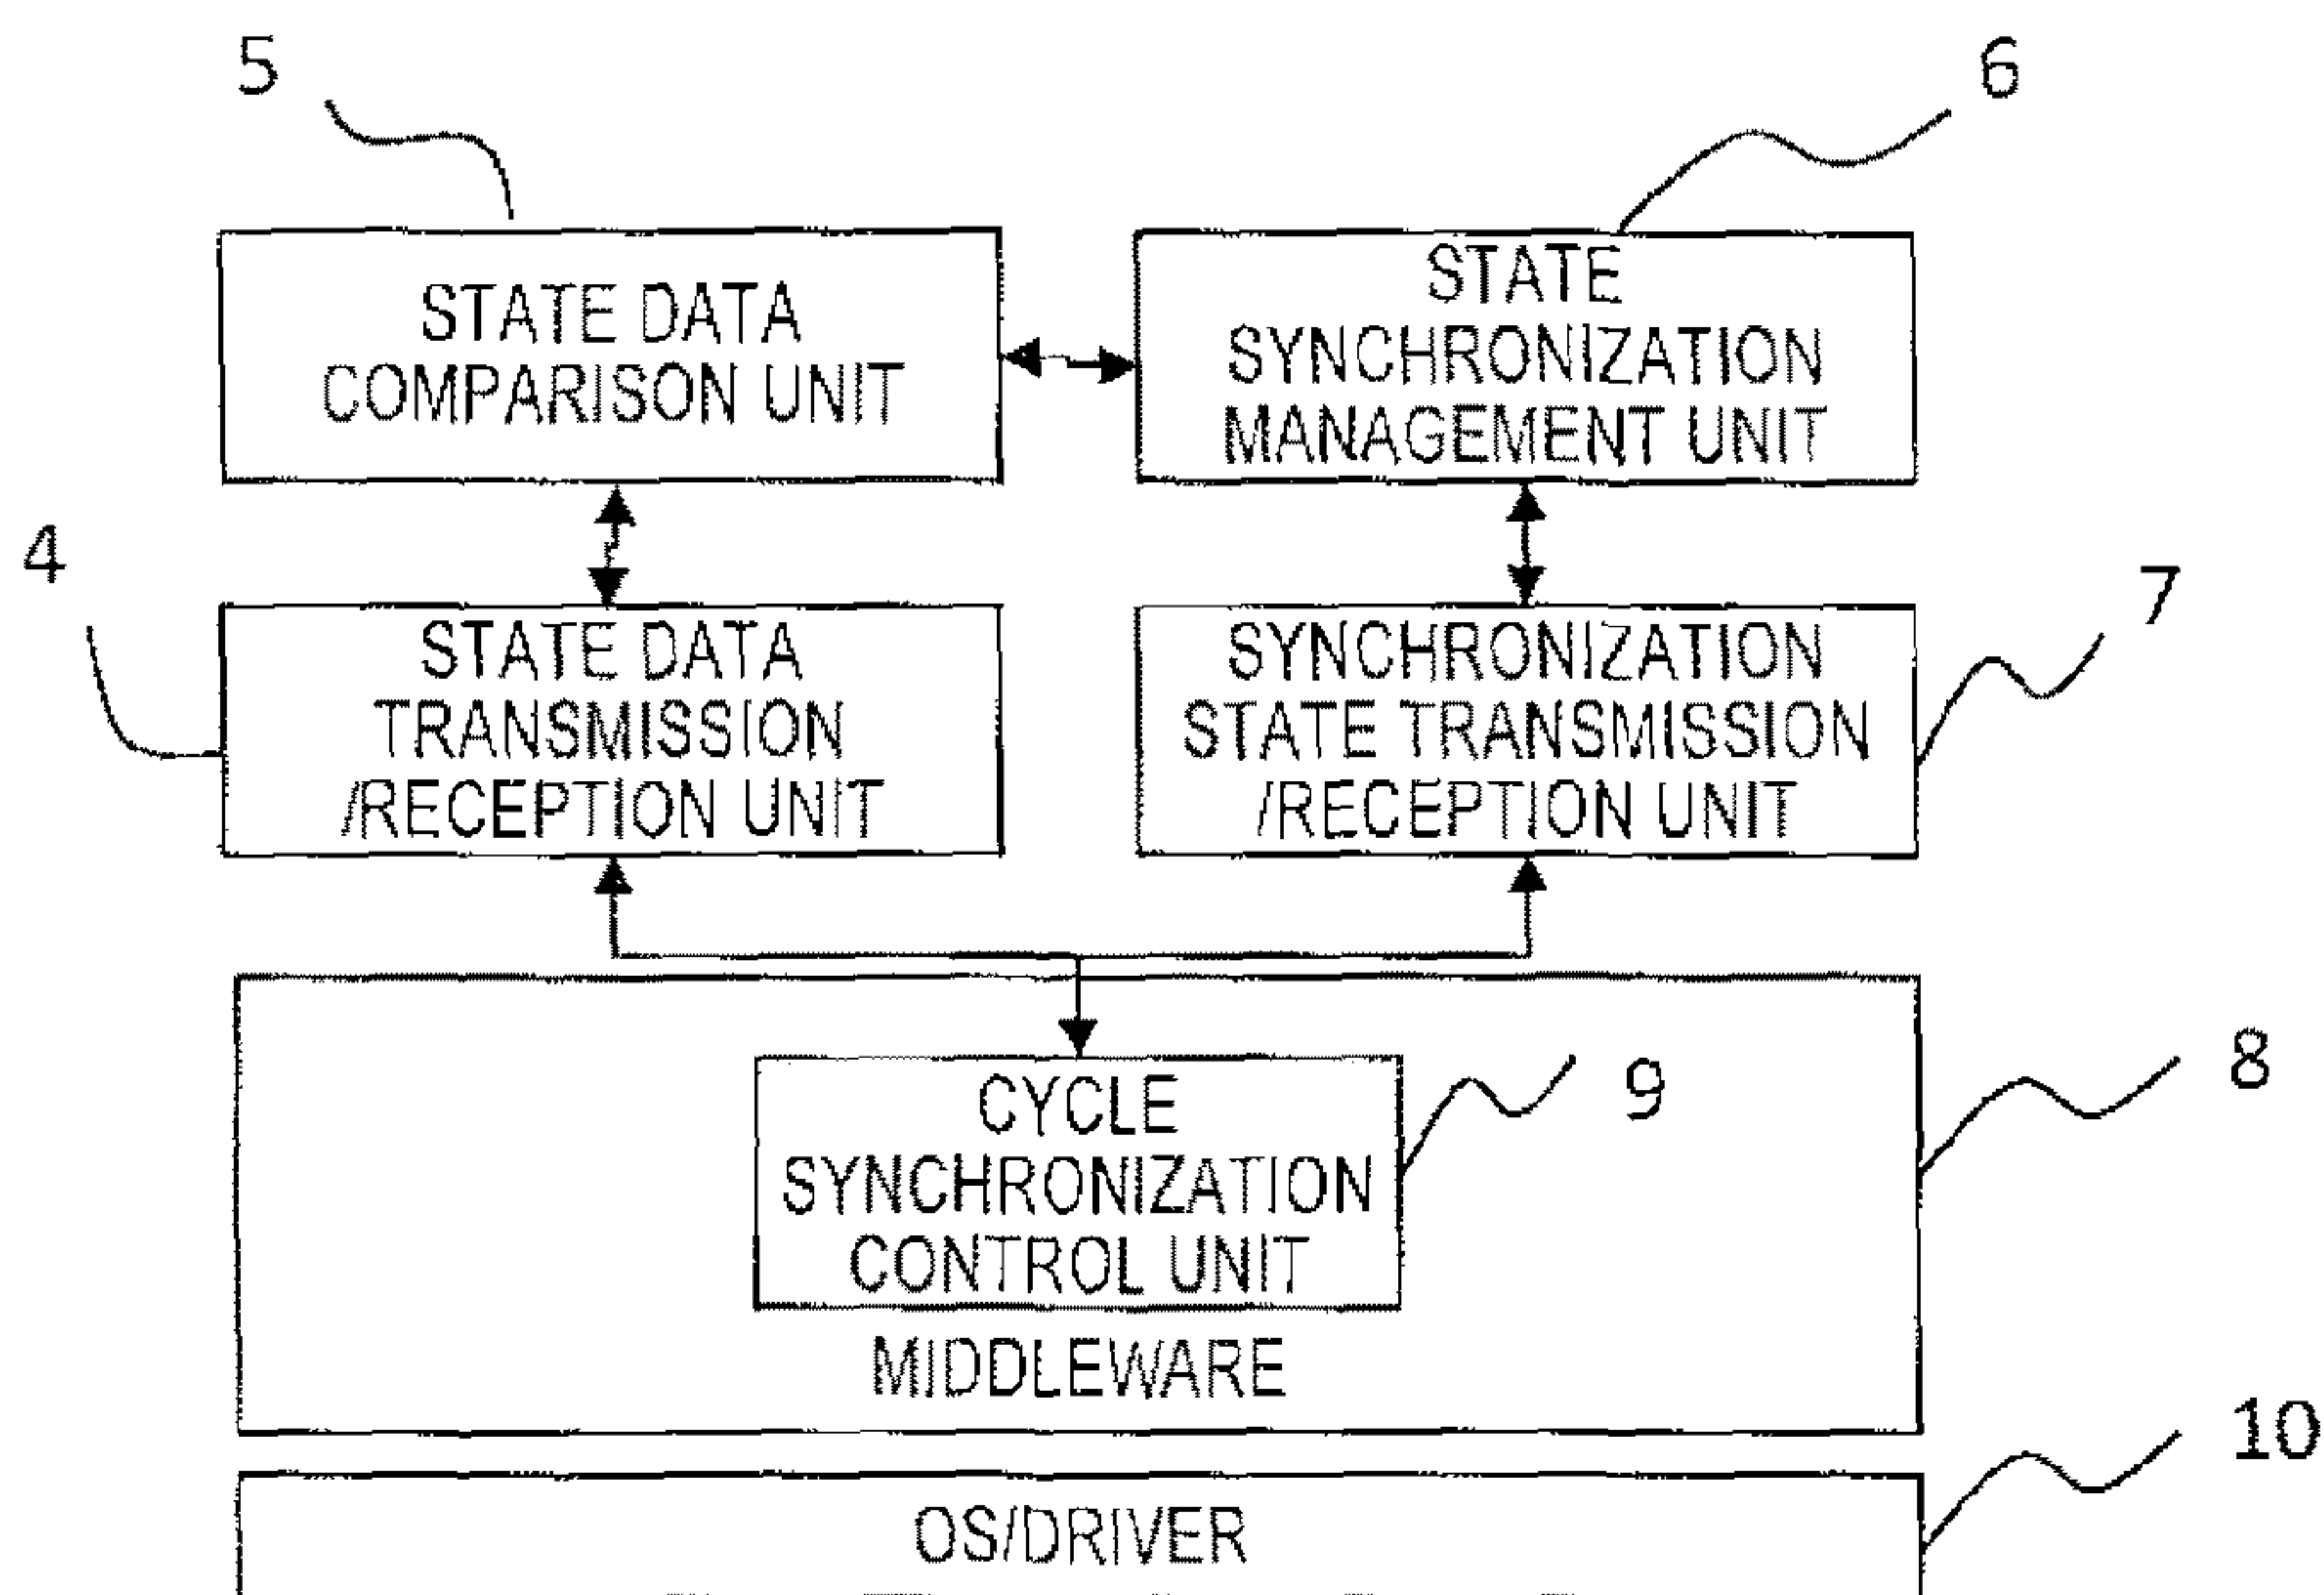 5
6
STATE DATA
COMPARISON UNIT
STATE
SYNCHRONIZATION
MANAGEMENT UNIT
4
7
STATE DATA
TRANSMISSION
/RECEPTION UNIT
SYNCHRONIZATION
STATE TRANSMISSION
/RECEPTION UNIT
8
9
CYCLE
SYNCHRONIZATION
CONTROL UNIT
MIDDLEWARE
10
OS/DRIVER